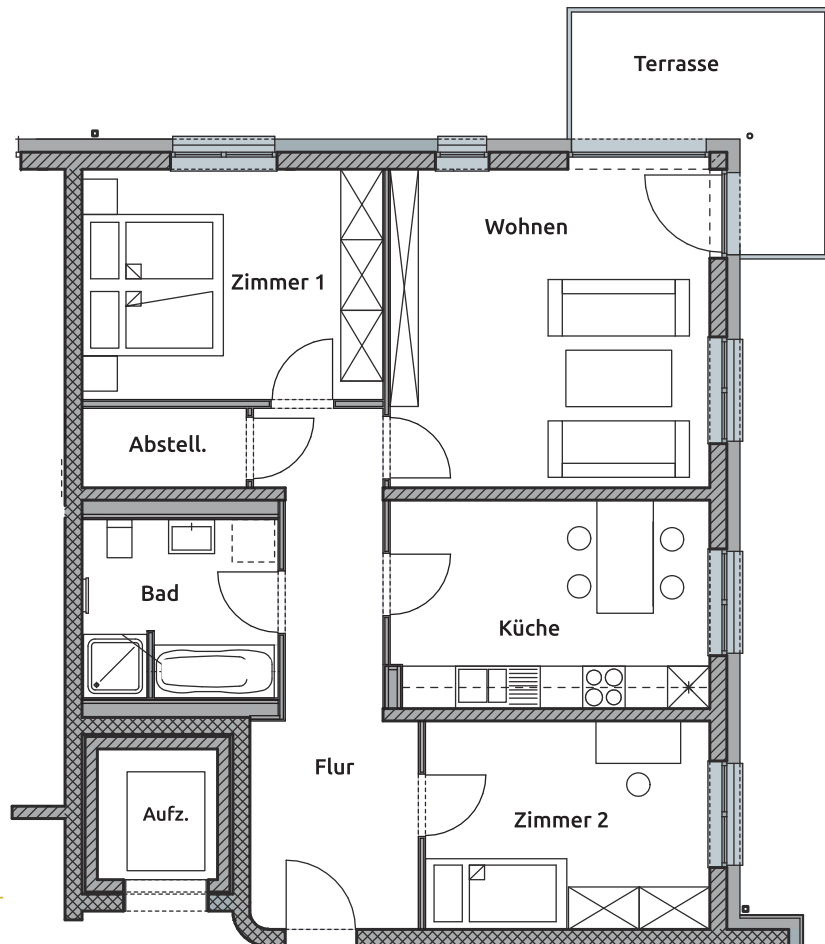 Terrasse
Wohnen
Zimmer 1
Abstell.
Bad
Küche
Flur
Aufz.
Zimmer 2